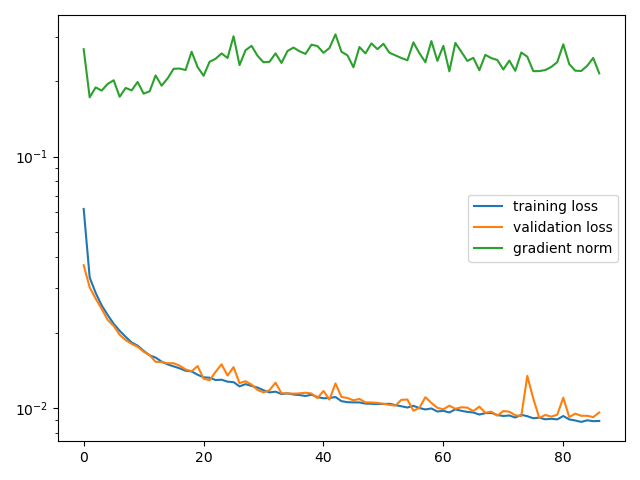 10⁻¹
10⁻²
training loss
validation loss
gradient norm
0 20 40 60 80